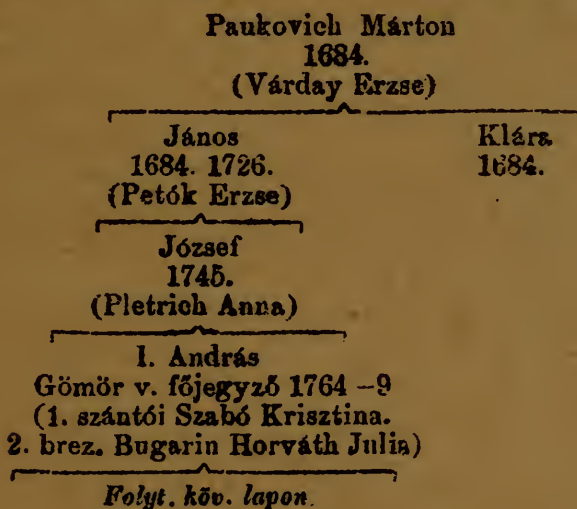 Paukovich Márton
1684.
(Várday Erzse)
János Klára
1684. 1726. 1684.
(Petók Erzse)
József
1745.
(Pletrich Anna)
I. András
Gömör v. főjegyző 1764–9
(1. szántói Szabó Krisztina.
2. brez. Bugarin Horváth Julia)
Folyt. köv. lapon.